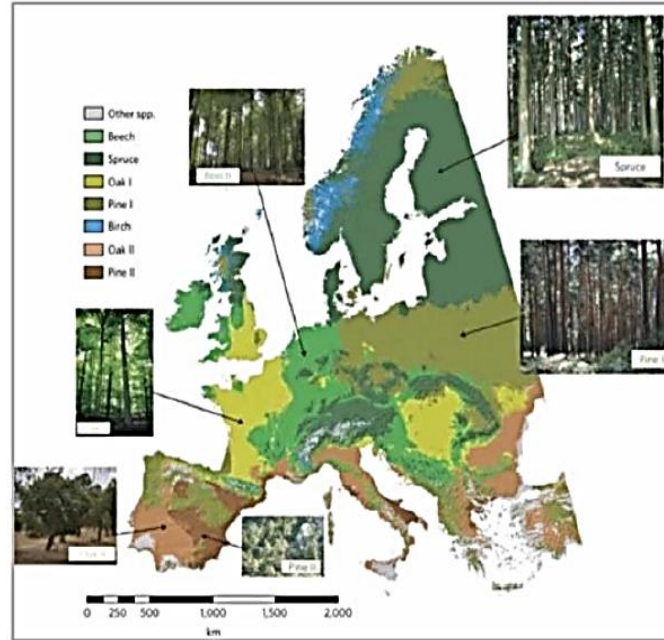 Other spp.
Beech
Spruce
Oak I
Pine I
Birch
Oak II
Pine II
Beech
Spruce
Pine I
Pine II
0 250 500 1,000 1,500 2,000
km